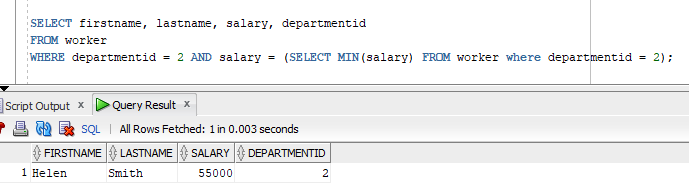 SELECT firstname, lastname, salary, departmentid
FROM worker
WHERE departmentid = 2 AND salary = (SELECT MIN(salary) FROM worker where departmentid = 2);
Script Output x Query Result x
SQL | All Rows Fetched: 1 in 0.003 seconds
FIRSTNAME LASTNAME SALARY DEPARTMENTID
1 Helen Smith 55000 2